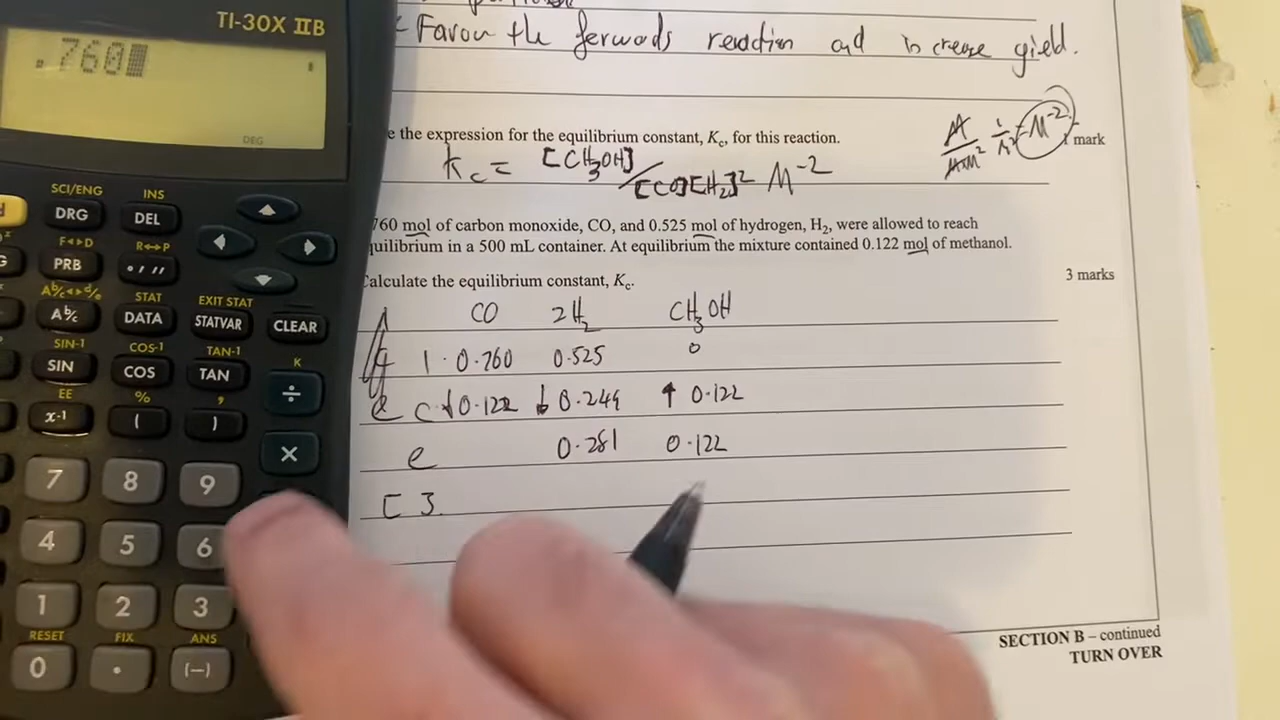 TI-30X IIB
.760
DEG
Favour the forwards reaction and increase yield.
e the expression for the equilibrium constant, Kc, for this reaction.
mark
Kc = [CH3OH]/[CO][H2]² M⁻²
M⁻²
760 mol of carbon monoxide, CO, and 0.525 mol of hydrogen, H2, were allowed to reach
quilibrium in a 500 mL container. At equilibrium the mixture contained 0.122 mol of methanol.
Calculate the equilibrium constant, Kc.
3 marks
CO 2H2 CH3OH
I 0.760 0.525 0
c ↓0.122 ↓0.244 ↑ 0.122
e 0.281 0.122
[ ].
SECTION B – continued
TURN OVER
SCI/ENG INS
DRG DEL
F◄►D R◄►P
PRB ° ' "
Ab/c◄►d/e STAT EXIT STAT
Ab/c DATA STATVAR CLEAR
SIN-1 COS-1 TAN-1 K
SIN COS TAN ÷
EE % ,
x-1 ( ) ×
7 8 9
4 5 6
1 2 3
RESET FIX ANS
0 . (−)